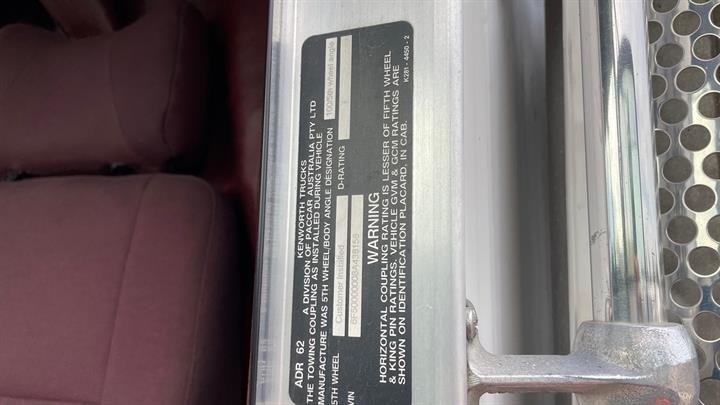 ADR 62
KENWORTH TRUCKS
A DIVISION OF PACCAR AUSTRALIA PTY LTD
THE TOWING COUPLING AS INSTALLED DURING VEHICLE
MANUFACTURE WAS 5TH WHEEL/BODY ANGLE DESIGNATION 100/5th wheel angle
5TH WHEEL Customer Installed D-RATING
VIN
WARNING
HORIZONTAL COUPLING RATING IS LESSER OF FIFTH WHEEL
& KING PIN RATINGS. VEHICLE GVM & GCM RATINGS ARE
SHOWN ON IDENTIFICATION PLACARD, IN CAB.
K281 - 4450 - 2